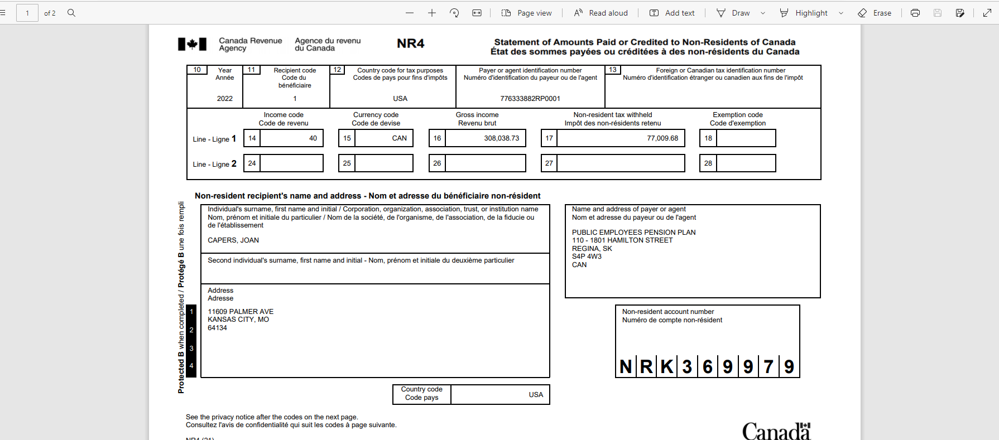 1 of 2 Page view Read aloud Add text Draw Highlight Erase
Canada Revenue Agency
Agence du revenu du Canada
NR4
Statement of Amounts Paid or Credited to Non-Residents of Canada
État des sommes payées ou créditées à des non-résidents du Canada
10 Year
Année
2022
11 Recipient code
Code du
bénéficiaire
1
12 Country code for tax purposes
Codes de pays pour fins d'impôts
USA
Payer or agent identification number
Numéro d'identification du payeur ou de l'agent
776333882RP0001
13 Foreign or Canadian tax identification number
Numéro d'identification étranger ou canadien aux fins de l'impôt
Income code
Code de revenu
Currency code
Code de devise
Gross income
Revenu brut
Non-resident tax withheld
Impôt des non-résidents retenu
Exemption code
Code d'exemption
Line - Ligne 1 14 40 15 CAN 16 308,038.73 17 77,009.68 18
Line - Ligne 2 24 25 26 27 28
Non-resident recipient's name and address - Nom et adresse du bénéficiaire non-résident
Individual's surname, first name and initial / Corporation, organization, association, trust, or institution name
Nom, prénom et initiale du particulier / Nom de la société, de l'organisme, de l'association, de la fiducie ou
de l'établissement
CAPERS, JOAN
Second individual's surname, first name and initial - Nom, prénom et initiale du deuxième particulier
Address
Adresse
1 11609 PALMER AVE
KANSAS CITY, MO
2 64134
3
4
Country code
Code pays
USA
Name and address of payer or agent
Nom et adresse du payeur ou de l'agent
PUBLIC EMPLOYEES PENSION PLAN
110 - 1801 HAMILTON STREET
REGINA, SK
S4P 4W3
CAN
Non-resident account number
Numéro de compte non-résident
NRK369979
Protected B when completed / Protégé B une fois rempli
See the privacy notice after the codes on the next page.
Consultez l'avis de confidentialité qui suit les codes à page suivante.
NR4 (21)
Canada